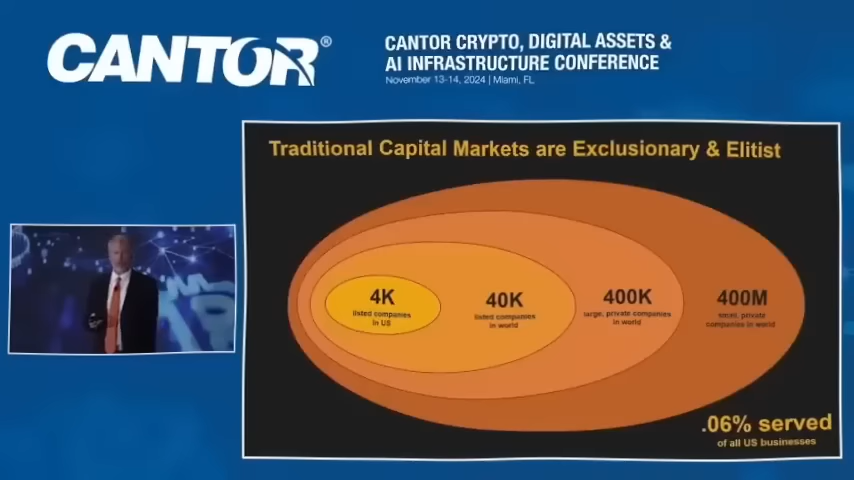 CANTOR®
CANTOR CRYPTO, DIGITAL ASSETS &
AI INFRASTRUCTURE CONFERENCE
November 13-14, 2024 | Miami, FL
Traditional Capital Markets are Exclusionary & Elitist
4K
listed companies
in US
40K
listed companies
in world
400K
large, private companies
in world
400M
small, private
companies in world
.06% served
of all US businesses